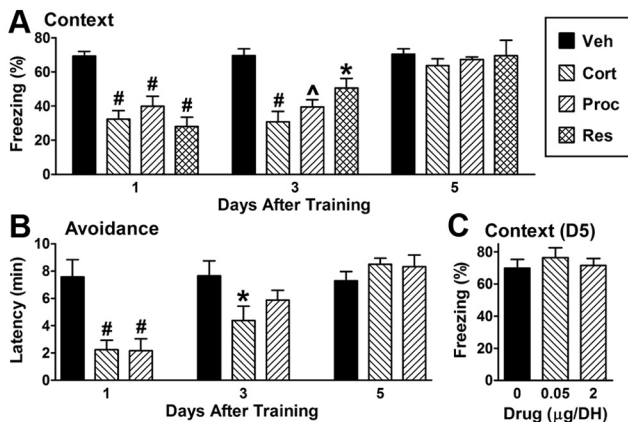 A Context
Freezing (%)
80
60
40
20
0
# # #
# ^ *
1 3 5
Days After Training
Veh
Cort
Proc
Res
B Avoidance
Latency (min)
10
8
6
4
2
0
# #
*
1 3 5
Days After Training
C Context (D5)
Freezing (%)
80
60
40
20
0
0 0.05 2
Drug (μg/DH)